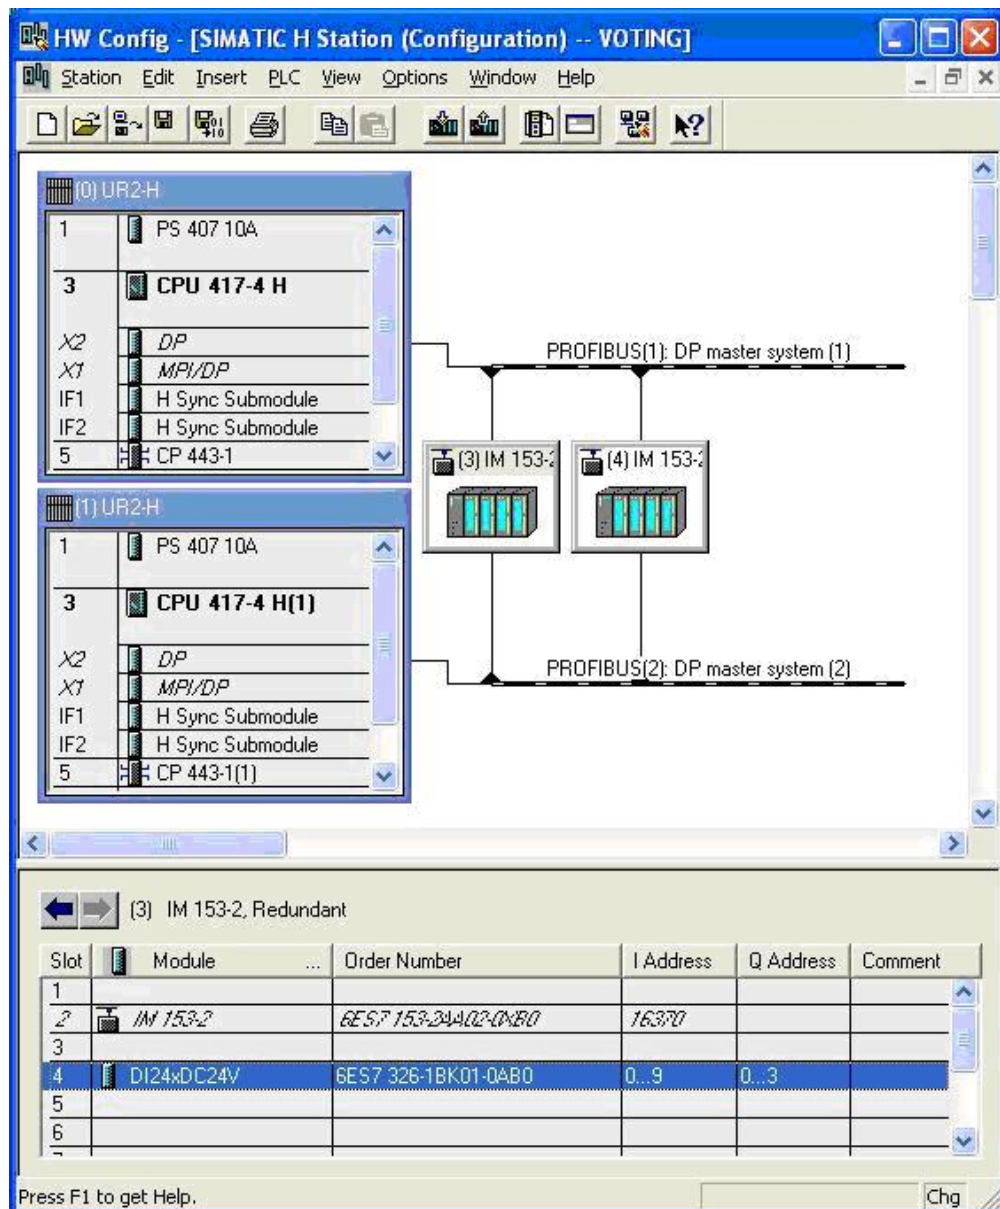 HW Config - [SIMATIC H Station (Configuration) -- VOTING]
Station Edit Insert PLC View Options Window Help
(0) UR2-H
1 PS 407 10A
3 CPU 417-4 H
X2 DP
X1 MPI/DP
IF1 H Sync Submodule
IF2 H Sync Submodule
5 CP 443-1
PROFIBUS(1): DP master system (1)
(3) IM 153-2
(4) IM 153-2
(1) UR2-H
1 PS 407 10A
3 CPU 417-4 H(1)
X2 DP
X1 MPI/DP
IF1 H Sync Submodule
IF2 H Sync Submodule
5 CP 443-1(1)
PROFIBUS(2): DP master system (2)
(3) IM 153-2, Redundant
Slot Module ... Order Number I Address Q Address Comment
1
2 IM 153-2 6ES7 153-2AA02-0XB0 16370
3
4 DI24xDC24V 6ES7 326-1BK01-0AB0 0...9 0...3
5
6
Press F1 to get Help.
Chg